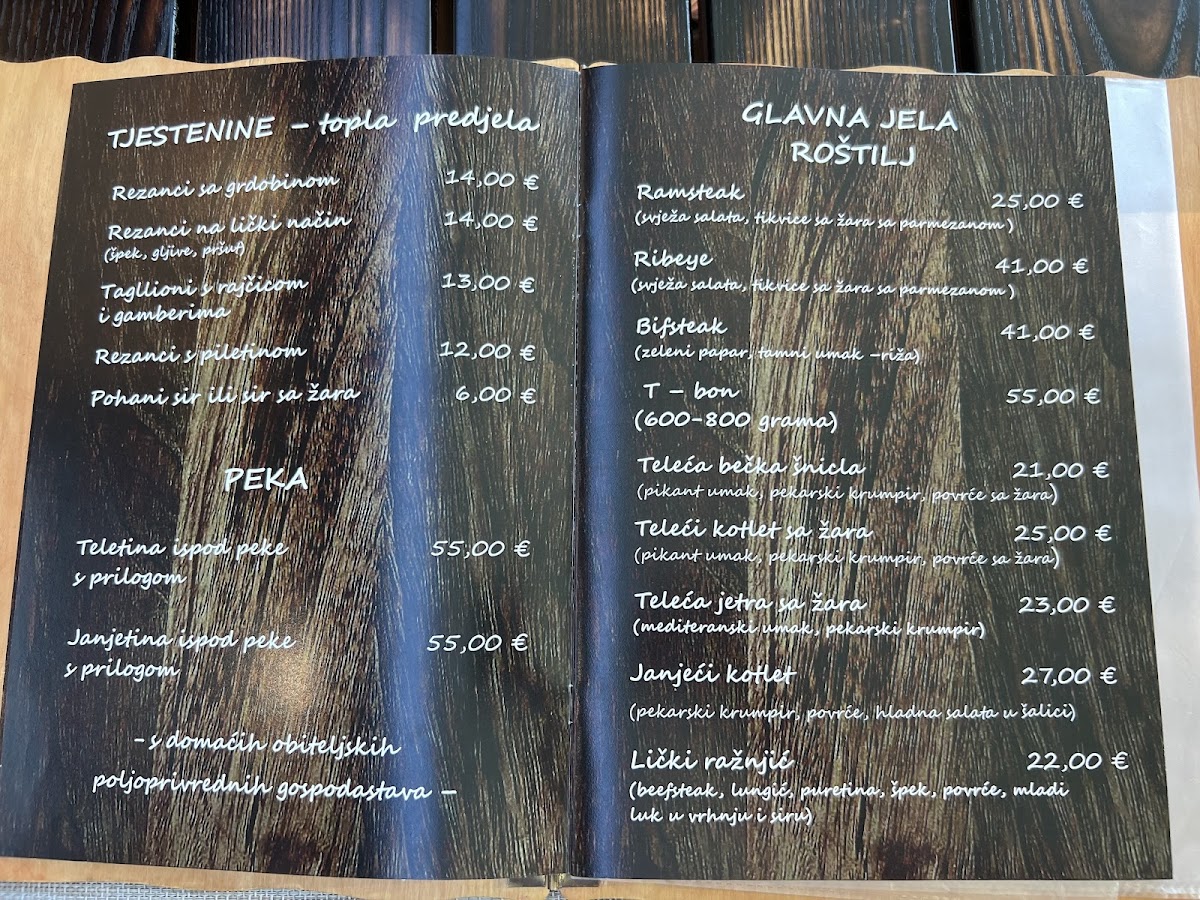 TJESTENINE – topla predjela
Rezanci sa grdobinom 14,00 €
Rezanci na lički način 14,00 €
(špek, gljive, pršut)
Tagllioni s rajčicom 13,00 €
i gamberima
Rezanci s piletinom 12,00 €
Pohani sir ili sir sa žara 6,00 €
PEKA
Teletina ispod peke 55,00 €
s prilogom
Janjetina ispod peke 55,00 €
s prilogom
- s domaćih obiteljskih
poljoprivrednih gospodastava -
GLAVNA JELA
ROŠTILJ
Ramsteak 25,00 €
(svježa salata, tikvice sa žara sa parmezanom )
Ribeye 41,00 €
(svježa salata, tikvice sa žara sa parmezanom )
Bifsteak 41,00 €
(zeleni papar, tamni umak –riža)
T – bon 55,00 €
(600-800 grama)
Teleća bečka šnicla 21,00 €
(pikant umak, pekarski krumpir, povrće sa žara)
Teleći kotlet sa žara 25,00 €
(pikant umak, pekarski krumpir, povrće sa žara)
Teleća jetra sa žara 23,00 €
(mediteranski umak, pekarski krumpir)
Janjeći kotlet 27,00 €
(pekarski krumpir, povrće, hladna salata u šalici)
Lički ražnjić 22,00 €
(beefsteak, lungić, puretina, špek, povrće, mladi
luk u vrhnju i siru)